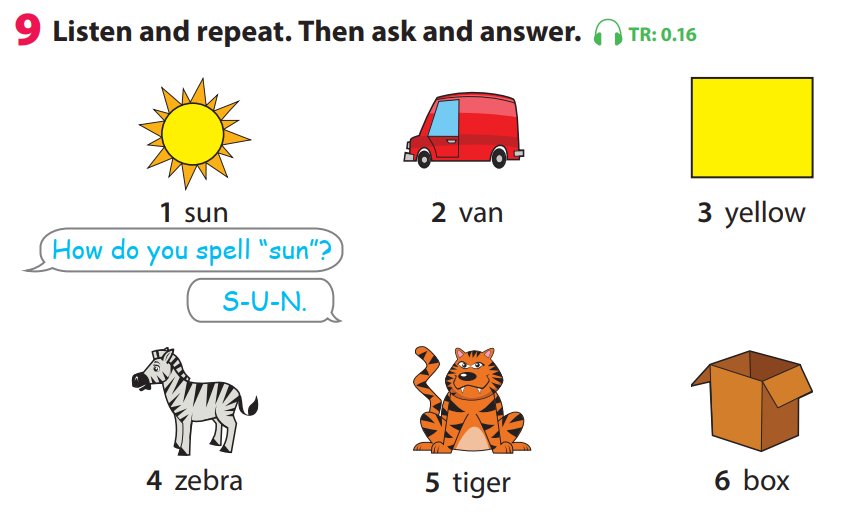 9 Listen and repeat. Then ask and answer. TR: 0.16
1 sun
2 van
3 yellow
How do you spell “sun”?
S-U-N.
4 zebra
5 tiger
6 box